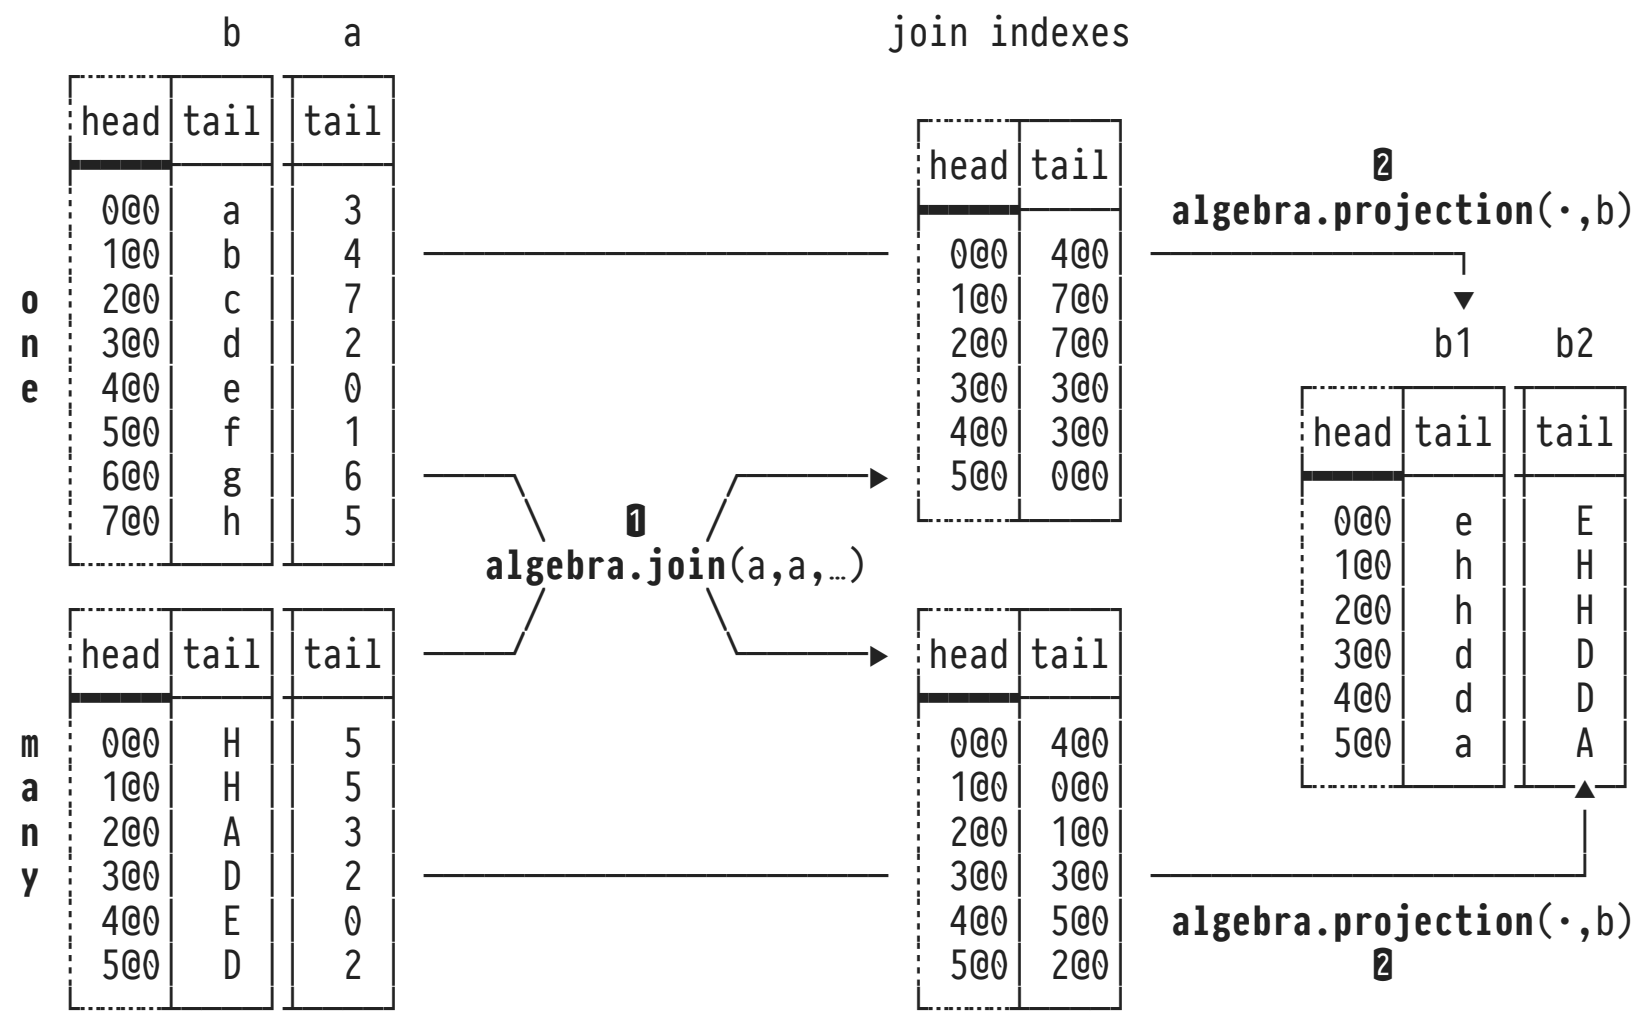 b a join indexes
head tail tail
head tail
❷
algebra.projection(·,b)
0@0 a 3
1@0 b 4
2@0 c 7
3@0 d 2
4@0 e 0
5@0 f 1
6@0 g 6
7@0 h 5
one
0@0 4@0
1@0 7@0
2@0 7@0
3@0 3@0
4@0 3@0
5@0 0@0
❶
algebra.join(a,a,…)
b1 b2
head tail tail
0@0 e E
1@0 h H
2@0 h H
3@0 d D
4@0 d D
5@0 a A
head tail tail
many
0@0 H 5
1@0 H 5
2@0 A 3
3@0 D 2
4@0 E 0
5@0 D 2
head tail
0@0 4@0
1@0 0@0
2@0 1@0
3@0 3@0
4@0 5@0
5@0 2@0
algebra.projection(·,b)
❷